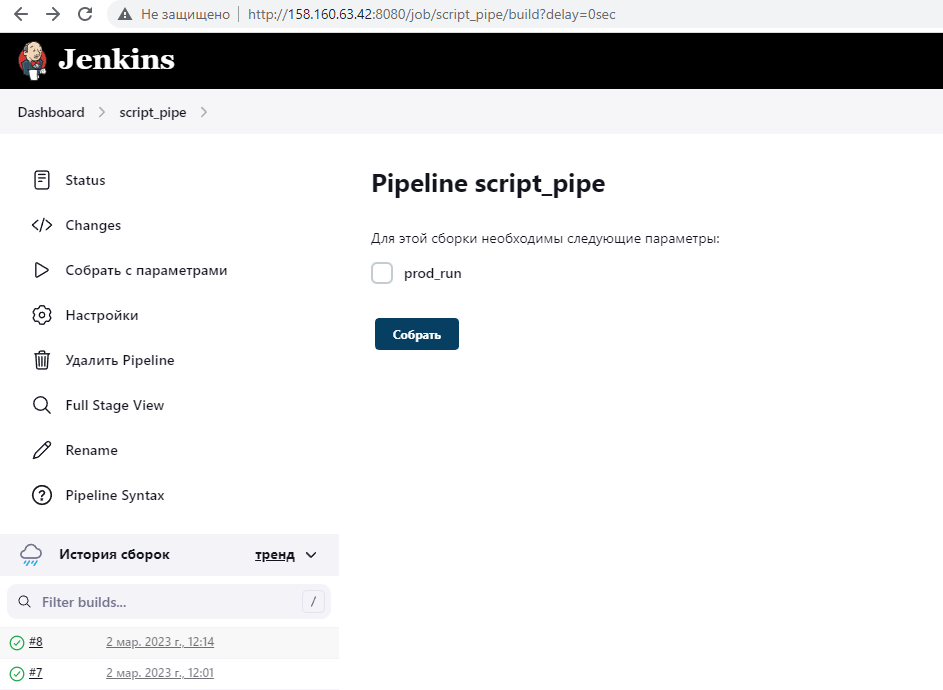 Не защищено http://158.160.63.42:8080/job/script_pipe/build?delay=0sec
Jenkins
Dashboard script_pipe
Status
Changes
Собрать с параметрами
Настройки
Удалить Pipeline
Full Stage View
Rename
Pipeline Syntax
История сборок тренд
Filter builds... /
#8 2 мар. 2023 г., 12:14
#7 2 мар. 2023 г., 12:01
Pipeline script_pipe
Для этой сборки необходимы следующие параметры:
prod_run
Собрать